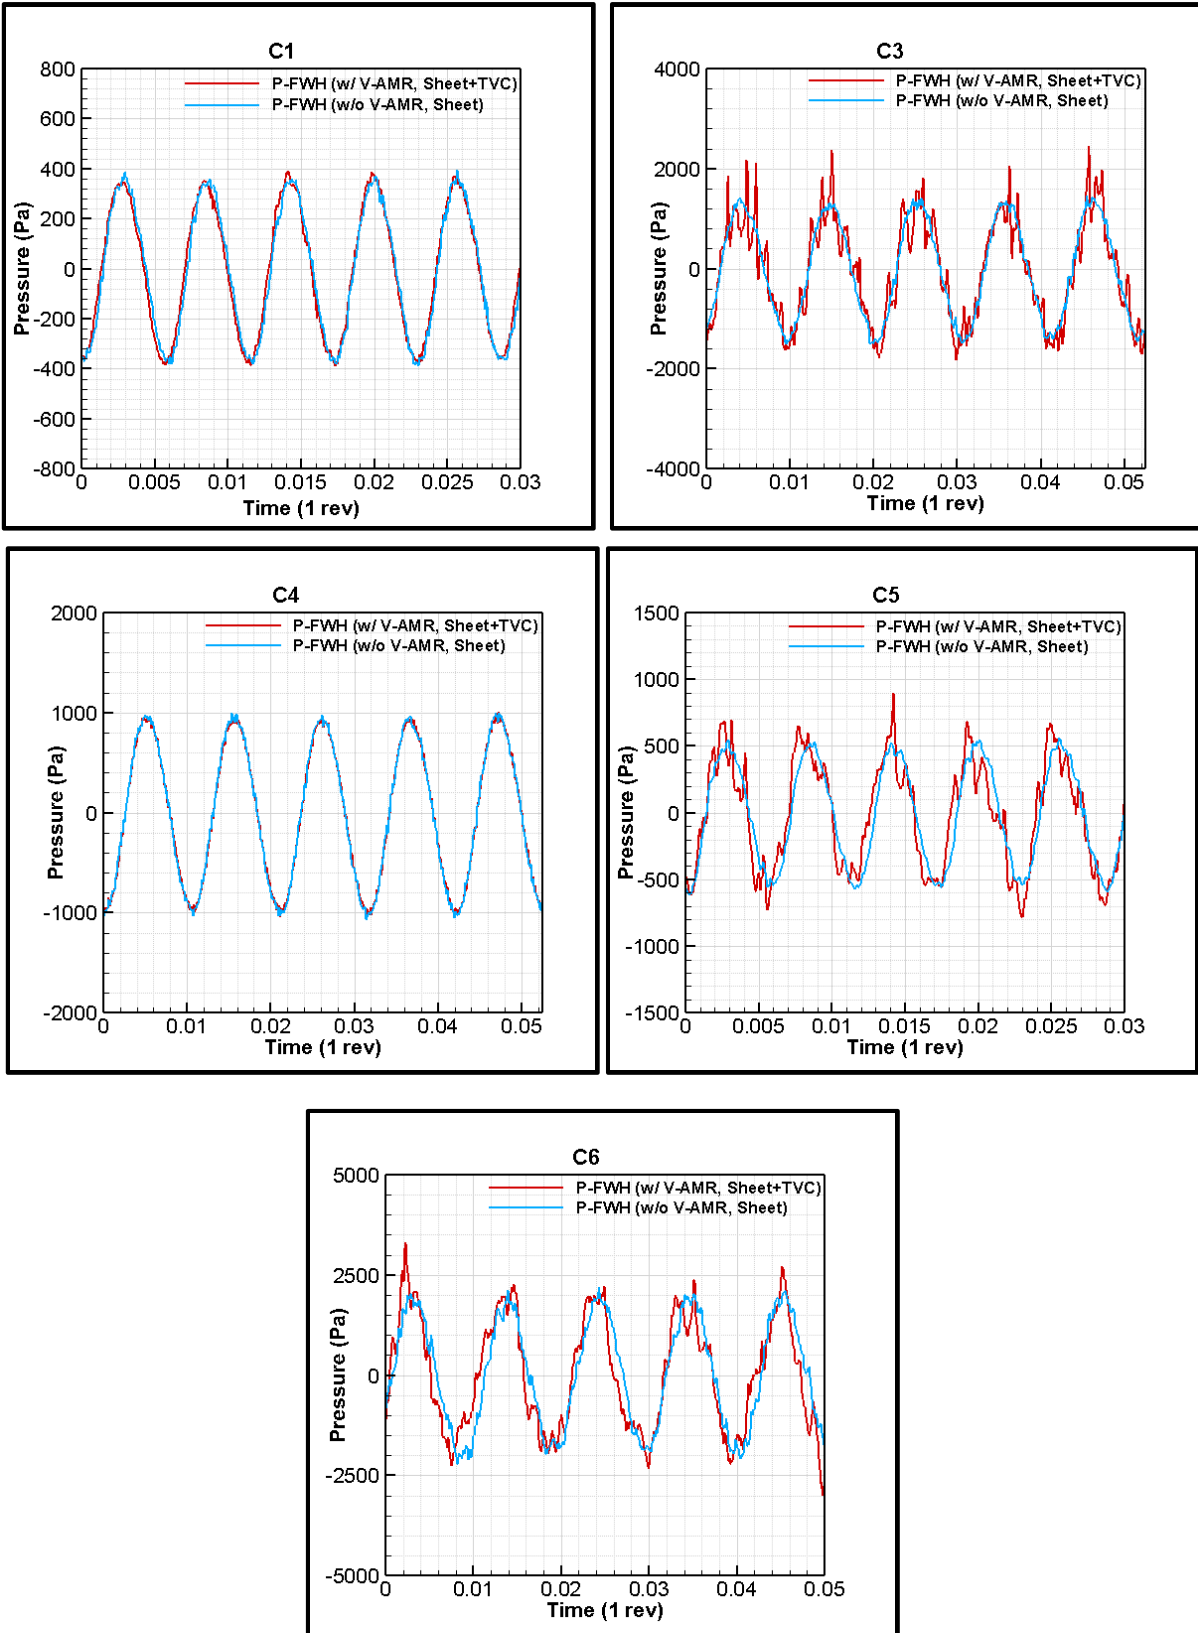 C1
800
600
400
200
0
-200
-400
-600
-800
Pressure (Pa)
P-FWH (w/ V-AMR, Sheet+TVC)
P-FWH (w/o V-AMR, Sheet)
0 0.005 0.01 0.015 0.02 0.025 0.03
Time (1 rev)
C3
4000
2000
0
-2000
-4000
Pressure (Pa)
P-FWH (w/ V-AMR, Sheet+TVC)
P-FWH (w/o V-AMR, Sheet)
0 0.01 0.02 0.03 0.04 0.05
Time (1 rev)
C4
2000
1000
0
-1000
-2000
Pressure (Pa)
P-FWH (w/ V-AMR, Sheet+TVC)
P-FWH (w/o V-AMR, Sheet)
0 0.01 0.02 0.03 0.04 0.05
Time (1 rev)
C5
1500
1000
500
0
-500
-1000
-1500
Pressure (Pa)
P-FWH (w/ V-AMR, Sheet+TVC)
P-FWH (w/o V-AMR, Sheet)
0 0.005 0.01 0.015 0.02 0.025 0.03
Time (1 rev)
C6
5000
2500
0
-2500
-5000
Pressure (Pa)
P-FWH (w/ V-AMR, Sheet+TVC)
P-FWH (w/o V-AMR, Sheet)
0 0.01 0.02 0.03 0.04 0.05
Time (1 rev)